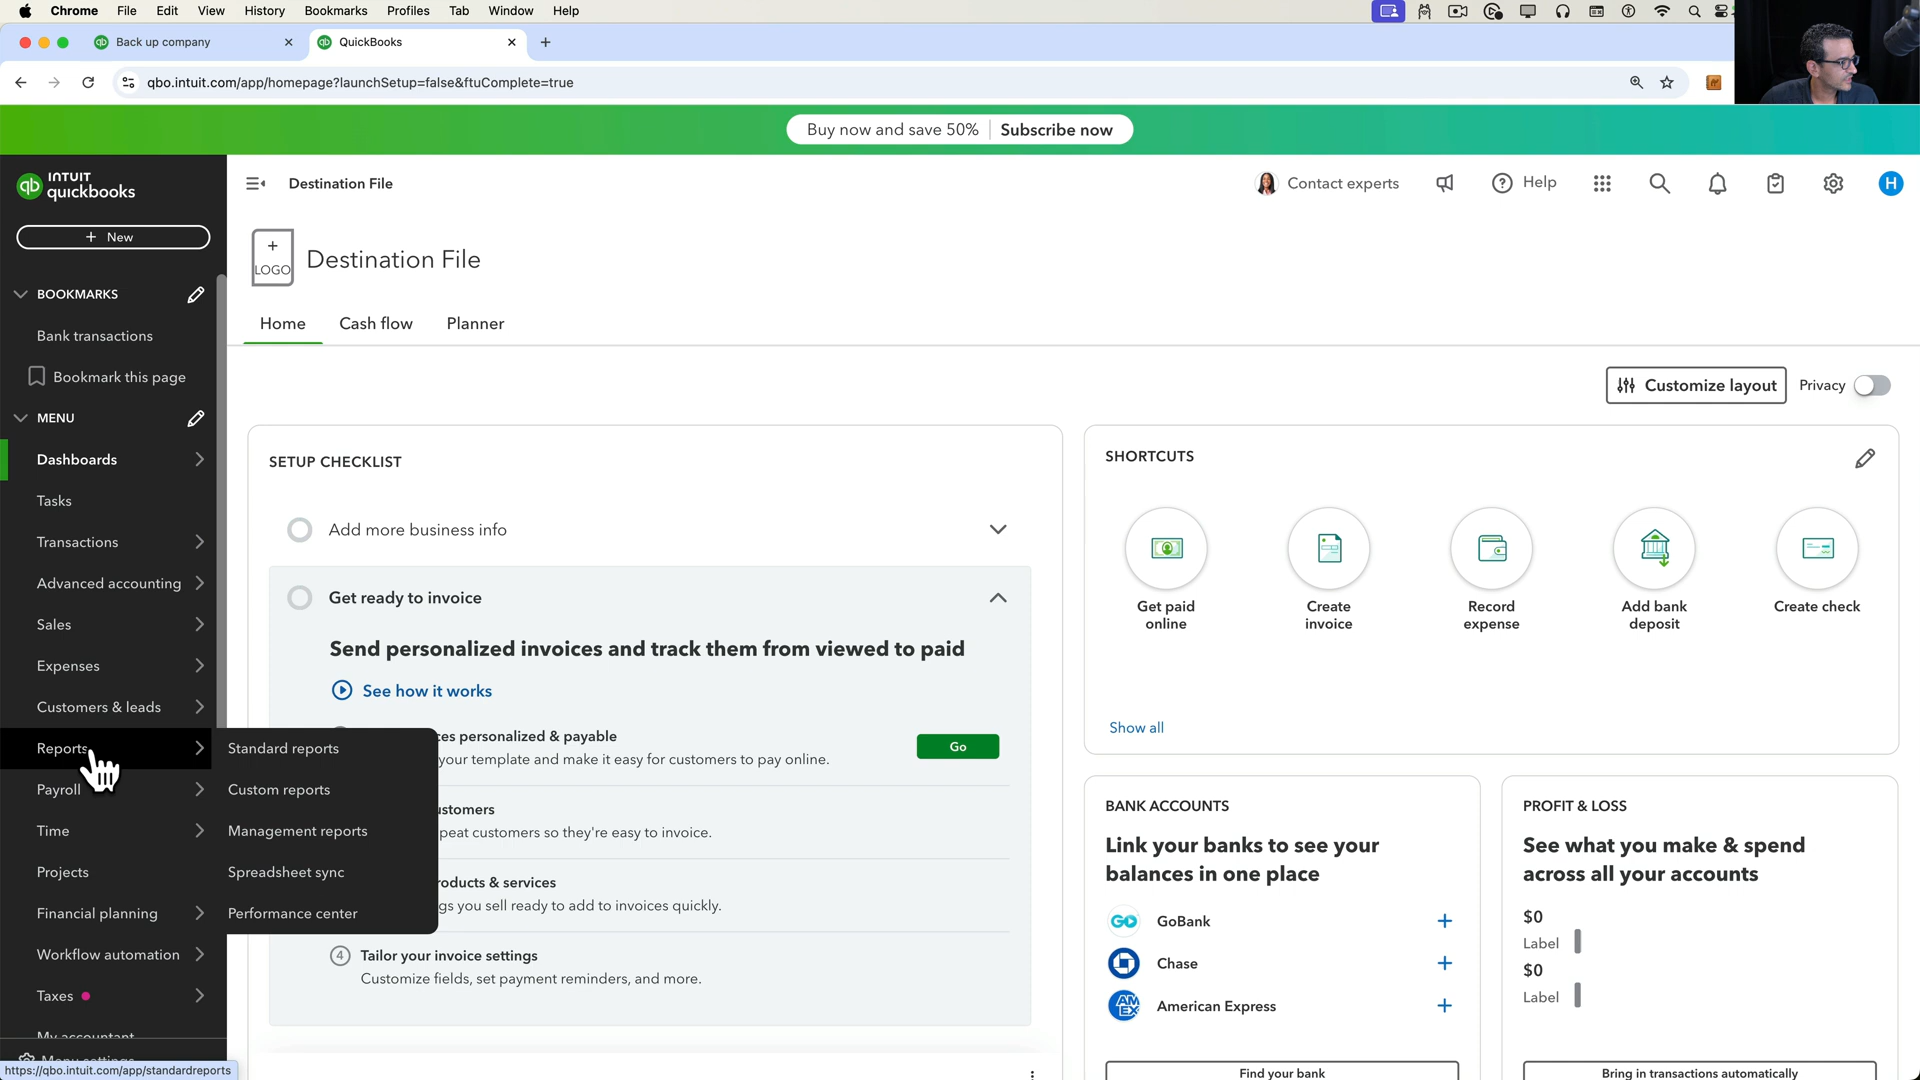 Chrome File Edit View History Bookmarks Profiles Tab Window Help
Back up company
QuickBooks
qbo.intuit.com/app/homepage?launchSetup=false&ftuComplete=true
Buy now and save 50% Subscribe now
INTUIT
quickbooks
Destination File
Contact experts
Help
H
+ New
+
LOGO
Destination File
BOOKMARKS
Bank transactions
Bookmark this page
Home Cash flow Planner
MENU
Customize layout
Privacy
Dashboards
Tasks
Transactions
Advanced accounting
Sales
Expenses
Customers & leads
Reports
Payroll
Time
Projects
Financial planning
Workflow automation
Taxes
My accountant
Menu settings
https://qbo.intuit.com/app/standardreports
Standard reports
Custom reports
Management reports
Spreadsheet sync
Performance center
SETUP CHECKLIST
Add more business info
Get ready to invoice
Send personalized invoices and track them from viewed to paid
See how it works
personalized & payable
your template and make it easy for customers to pay online.
Go
peat customers so they're easy to invoice.
& services
gs you sell ready to add to invoices quickly.
4 Tailor your invoice settings
Customize fields, set payment reminders, and more.
SHORTCUTS
Get paid
online
Create
invoice
Record
expense
Add bank
deposit
Create check
Show all
BANK ACCOUNTS
Link your banks to see your
balances in one place
GO GoBank
Chase
AM
EX American Express
Find your bank
PROFIT & LOSS
See what you make & spend
across all your accounts
$0
Label
$0
Label
Bring in transactions automatically